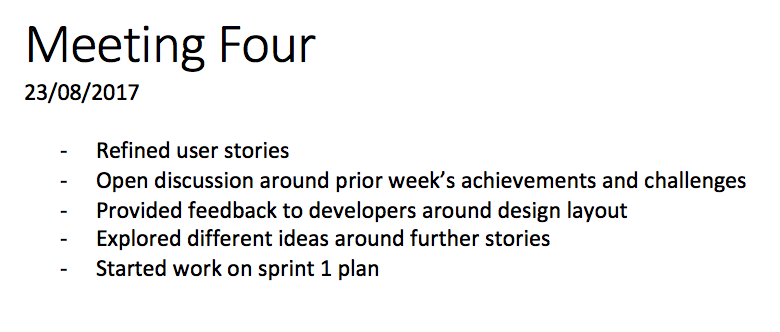 Meeting Four
23/08/2017
- Refined user stories
- Open discussion around prior week’s achievements and challenges
- Provided feedback to developers around design layout
- Explored different ideas around further stories
- Started work on sprint 1 plan